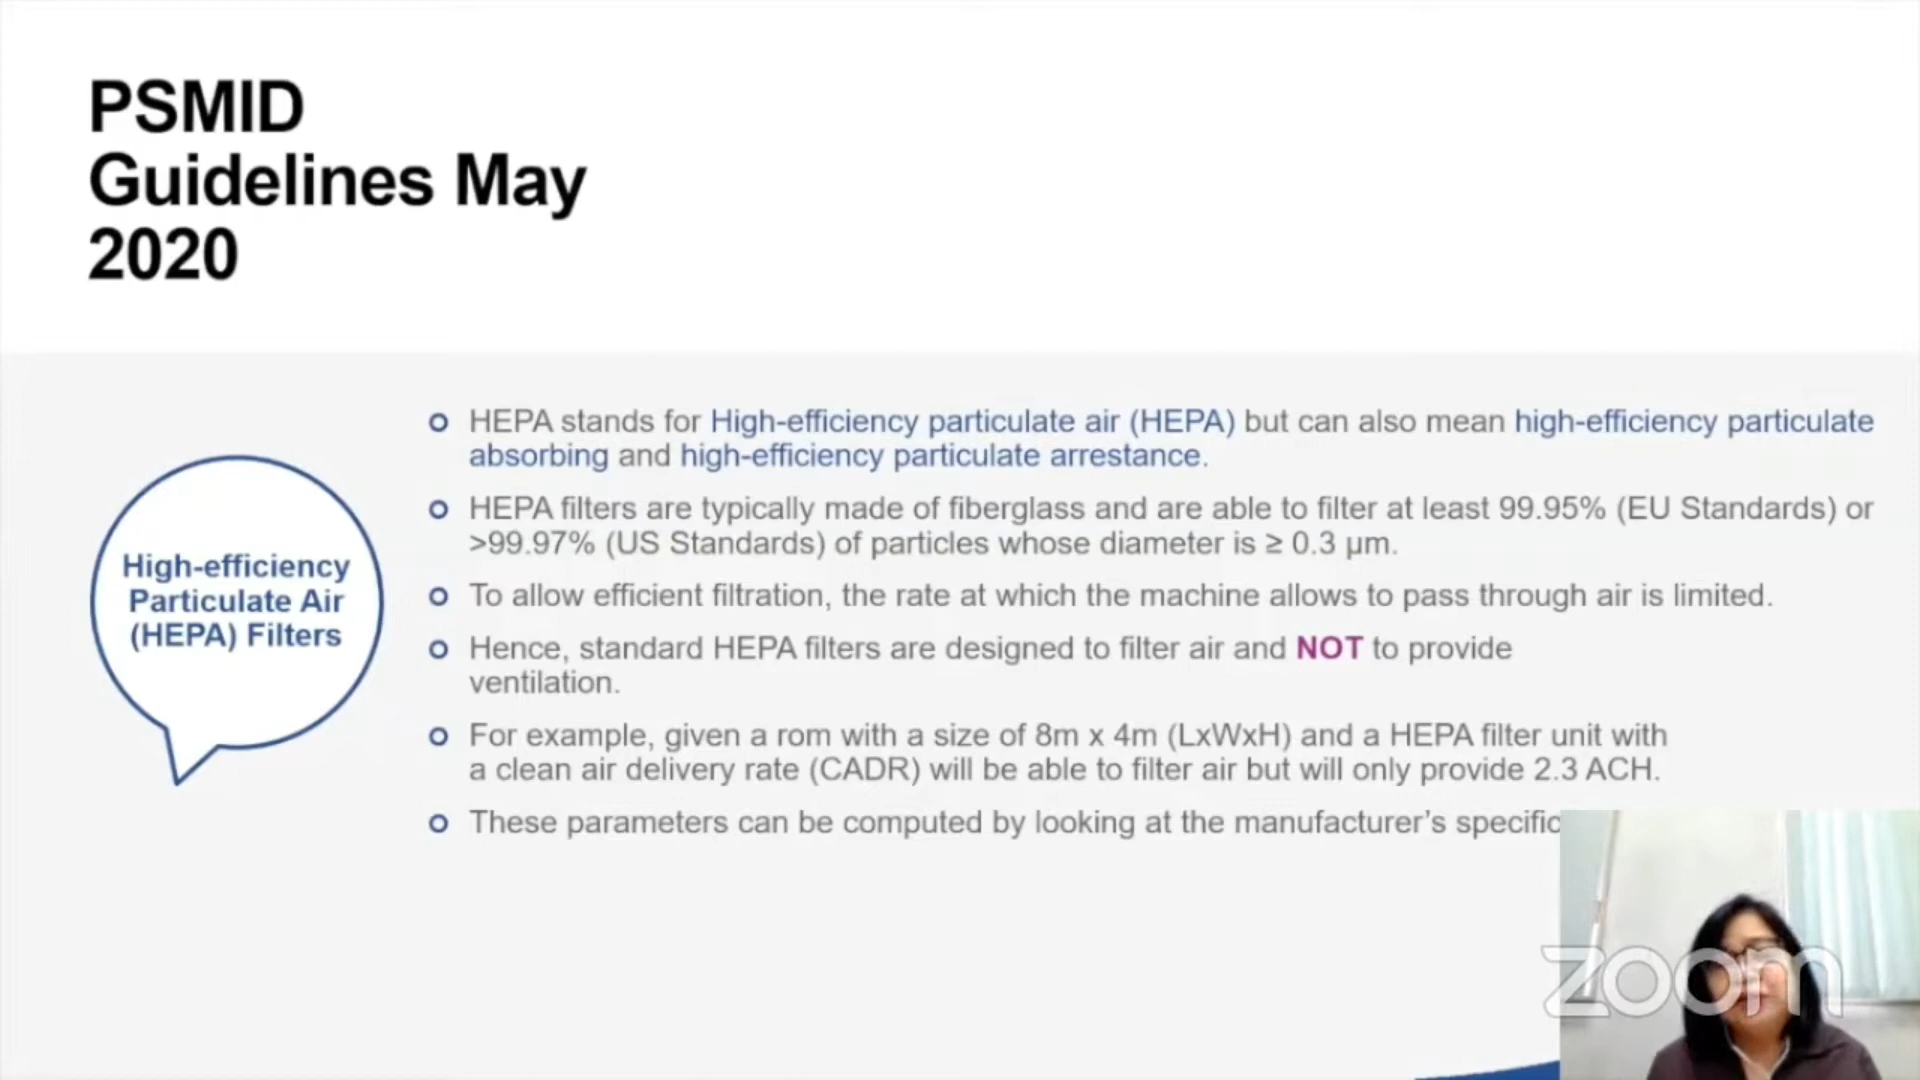 PSMID
Guidelines May
2020
High-efficiency
Particulate Air
(HEPA) Filters
HEPA stands for High-efficiency particulate air (HEPA) but can also mean high-efficiency particulate
absorbing and high-efficiency particulate arrestance.
HEPA filters are typically made of fiberglass and are able to filter at least 99.95% (EU Standards) or
>99.97% (US Standards) of particles whose diameter is ≥ 0.3 μm.
To allow efficient filtration, the rate at which the machine allows to pass through air is limited.
Hence, standard HEPA filters are designed to filter air and NOT to provide
ventilation.
For example, given a rom with a size of 8m x 4m (LxWxH) and a HEPA filter unit with
a clean air delivery rate (CADR) will be able to filter air but will only provide 2.3 ACH.
These parameters can be computed by looking at the manufacturer’s
zoom